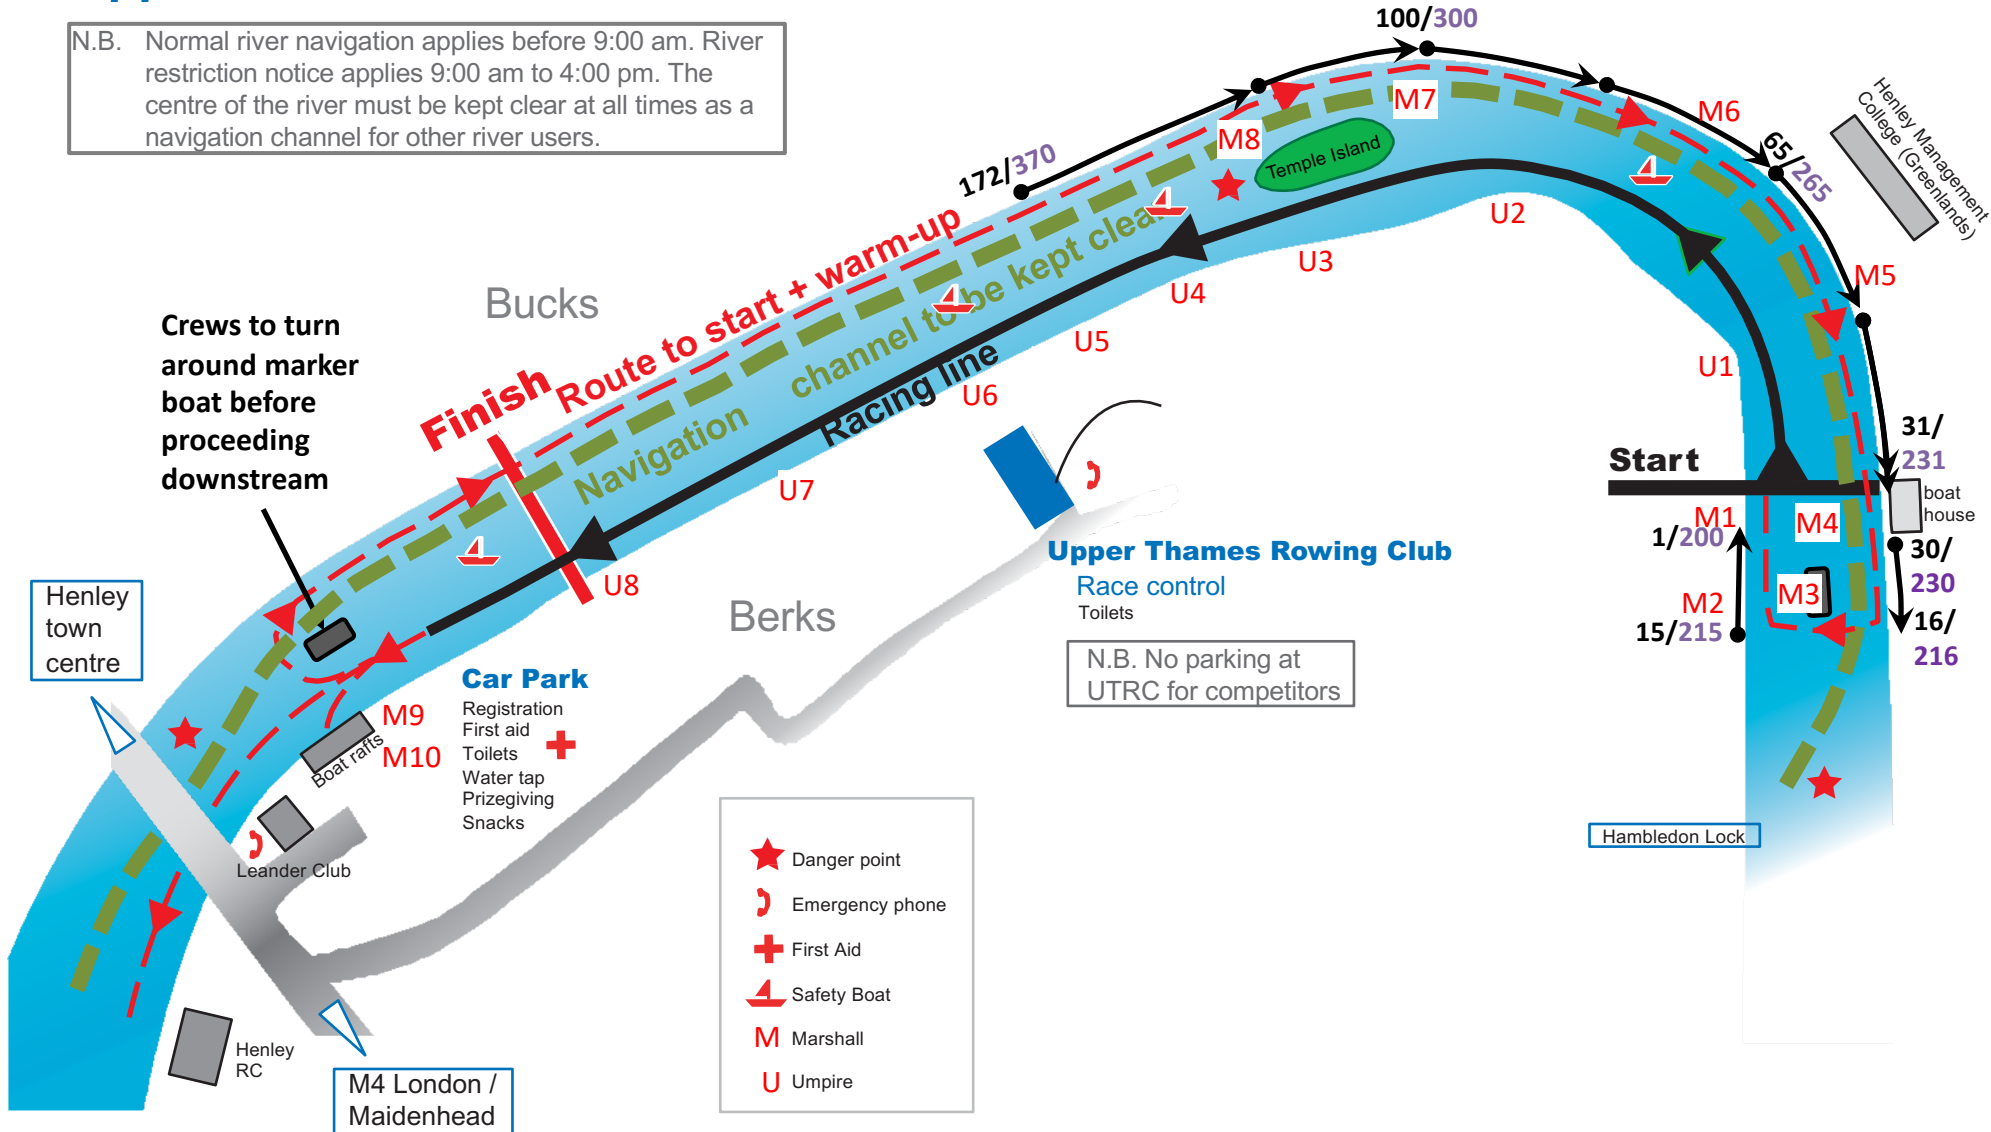 N.B. Normal river navigation applies before 9:00 am. River
restriction notice applies 9:00 am to 4:00 pm. The
centre of the river must be kept clear at all times as a
navigation channel for other river users.
100/300
M7
M6
M8
Temple Island
65/265
Henley Management
College (Greenlands)
172/370
U2
U3
U4
M5
Bucks
Route to start + warm-up
Navigation channel to be kept clear
Racing line
U5
U6
U1
Crews to turn
around marker
boat before
proceeding
downstream
Finish
U7
U8
31/
231
Start
boat
house
M1
M4
1/200
30/
230
M2
M3
15/215
16/
216
Upper Thames Rowing Club
Race control
Toilets
N.B. No parking at
UTRC for competitors
Berks
Henley
town
centre
Car Park
Registration
First aid
Toilets
Water tap
Prizegiving
Snacks
M9
M10
Boat rafts
Leander Club
Hambledon Lock
Danger point
Emergency phone
First Aid
Safety Boat
M Marshall
U Umpire
Henley
RC
M4 London /
Maidenhead